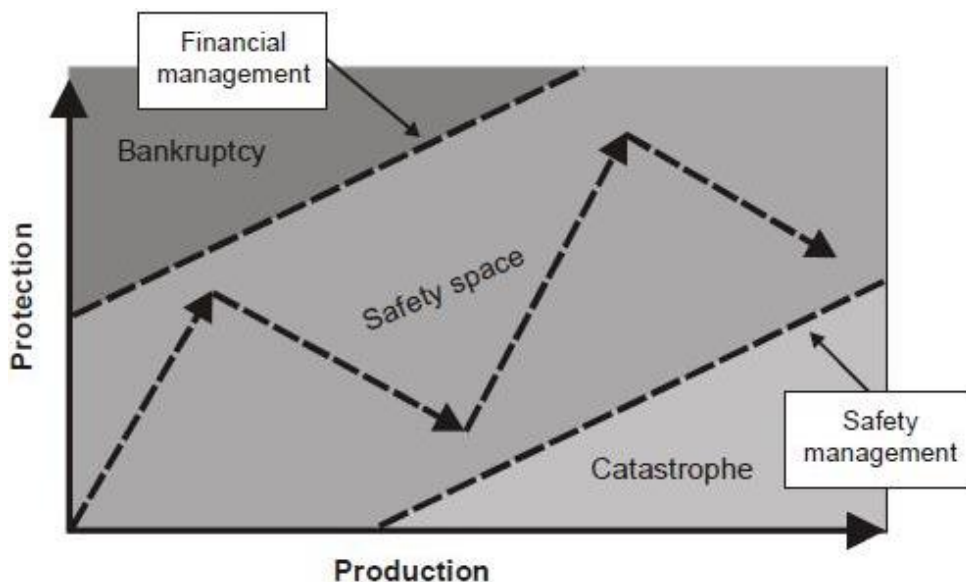 Financial
management
Bankruptcy
Protection
Safety space
Safety
management
Catastrophe
Production